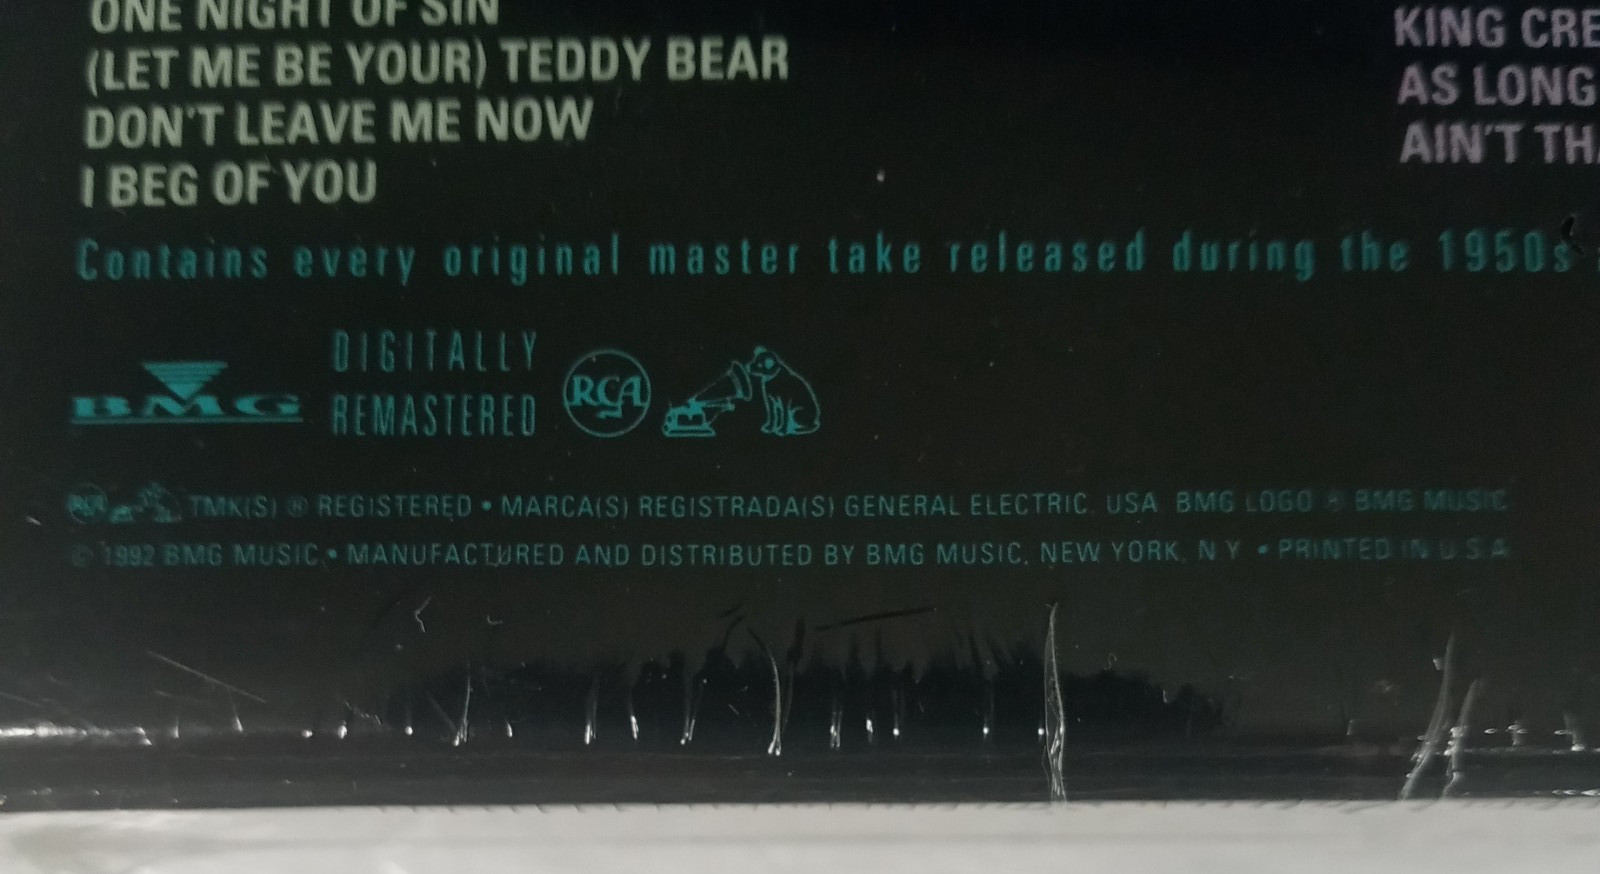 ONE NIGHT OF SIN
(LET ME BE YOUR) TEDDY BEAR
DON'T LEAVE ME NOW
I BEG OF YOU
KING CRE
AS LONG
AIN'T THA
Contains every original master take released during the 1950s
BMG
DIGITALLY
REMASTERED
RCA
RCA TMK(S) ® REGISTERED • MARCA(S) REGISTRADA(S) GENERAL ELECTRIC, USA BMG LOGO ® BMG MUSIC
© 1992 BMG MUSIC • MANUFACTURED AND DISTRIBUTED BY BMG MUSIC, NEW YORK, N.Y. • PRINTED IN U.S.A.